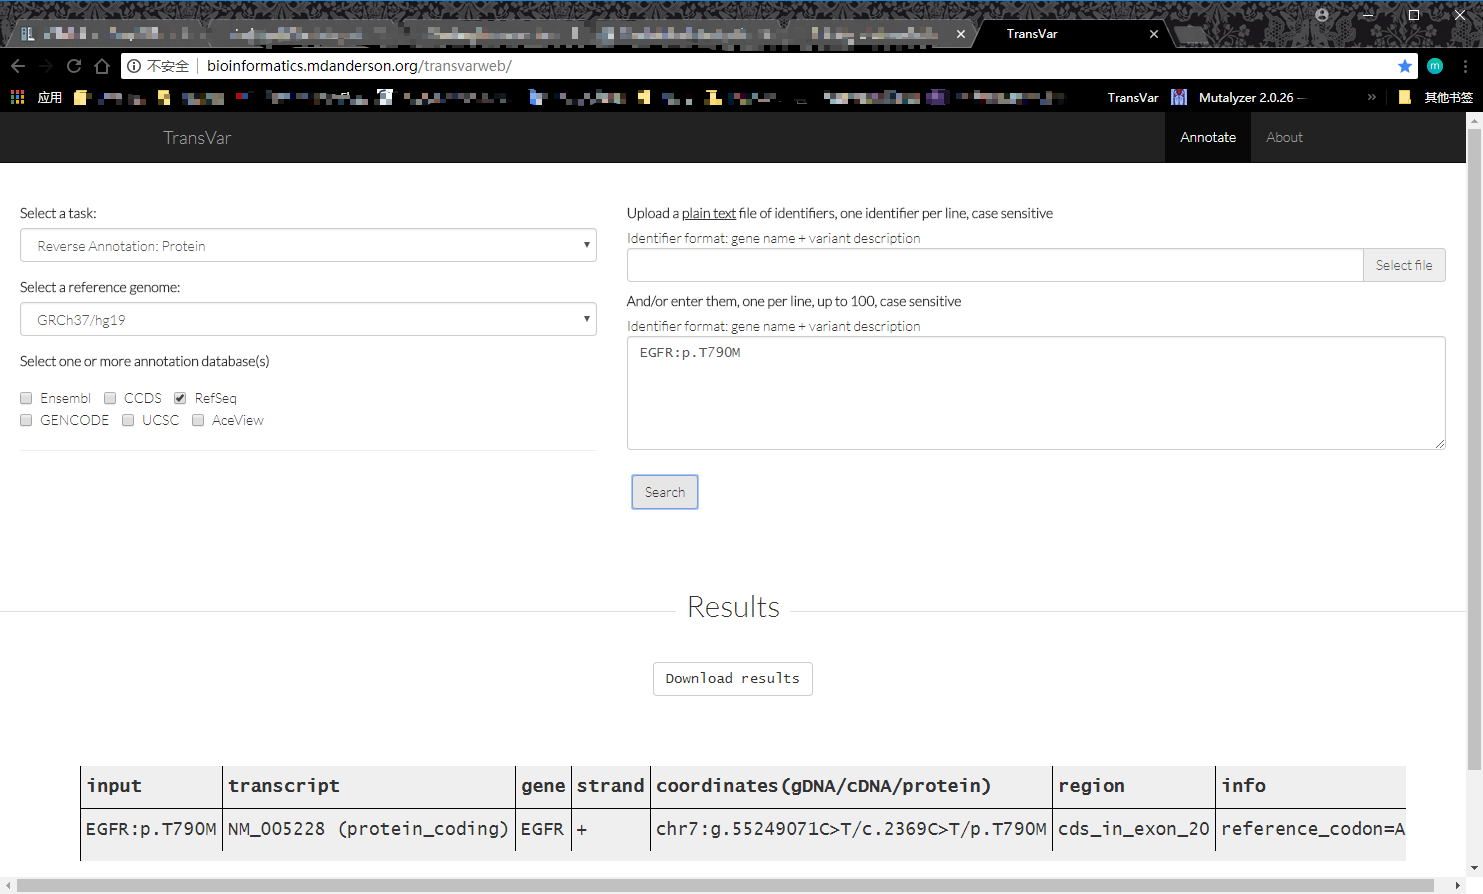 TransVar
不安全
bioinformatics.mdanderson.org/transvarweb/
m
应用
TransVar
Mutalyzer 2.0.26 –
»
其他书签
TransVar
Annotate
About
Select a task:
Reverse Annotation: Protein
Select a reference genome:
GRCh37/hg19
Select one or more annotation database(s)
Ensembl CCDS RefSeq
GENCODE UCSC AceView
Upload a plain text file of identifiers, one identifier per line, case sensitive
Identifier format: gene name + variant description
Select file
And/or enter them, one per line, up to 100, case sensitive
Identifier format: gene name + variant description
EGFR:p.T790M
Search
Results
Download results
input transcript gene strand coordinates(gDNA/cDNA/protein) region info
EGFR:p.T790M NM_005228 (protein_coding) EGFR + chr7:g.55249071C>T/c.2369C>T/p.T790M cds_in_exon_20 reference_codon=A